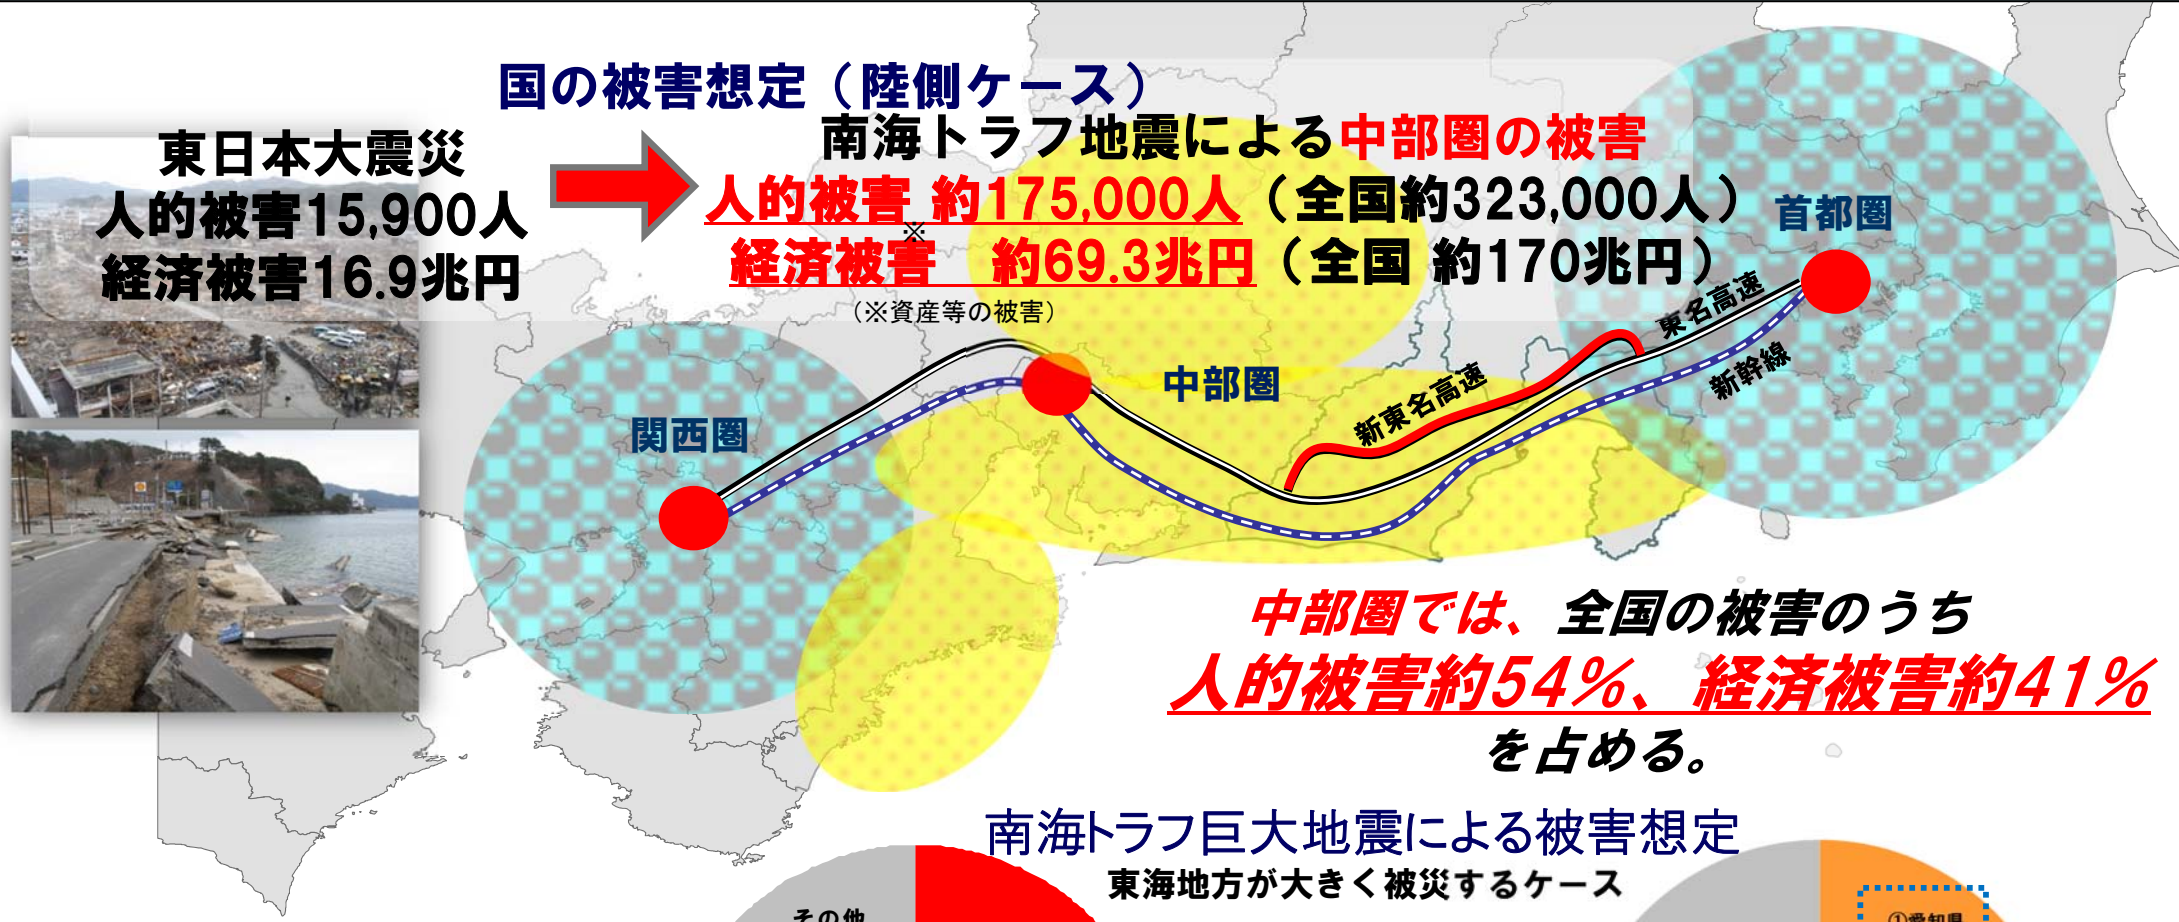 国の被害想定（陸側ケース）
東日本大震災
人的被害15,900人
経済被害16.9兆円
南海トラフ地震による中部圏の被害
人的被害 約175,000人（全国約323,000人）
※
経済被害　約69.3兆円（全国 約170兆円）
（※資産等の被害）
首都圏
東名高速
新幹線
新東名高速
中部圏
関西圏
中部圏では、全国の被害のうち
人的被害約54％、経済被害約41％
を占める。
南海トラフ巨大地震による被害想定
東海地方が大きく被災するケース
その他
①愛知県